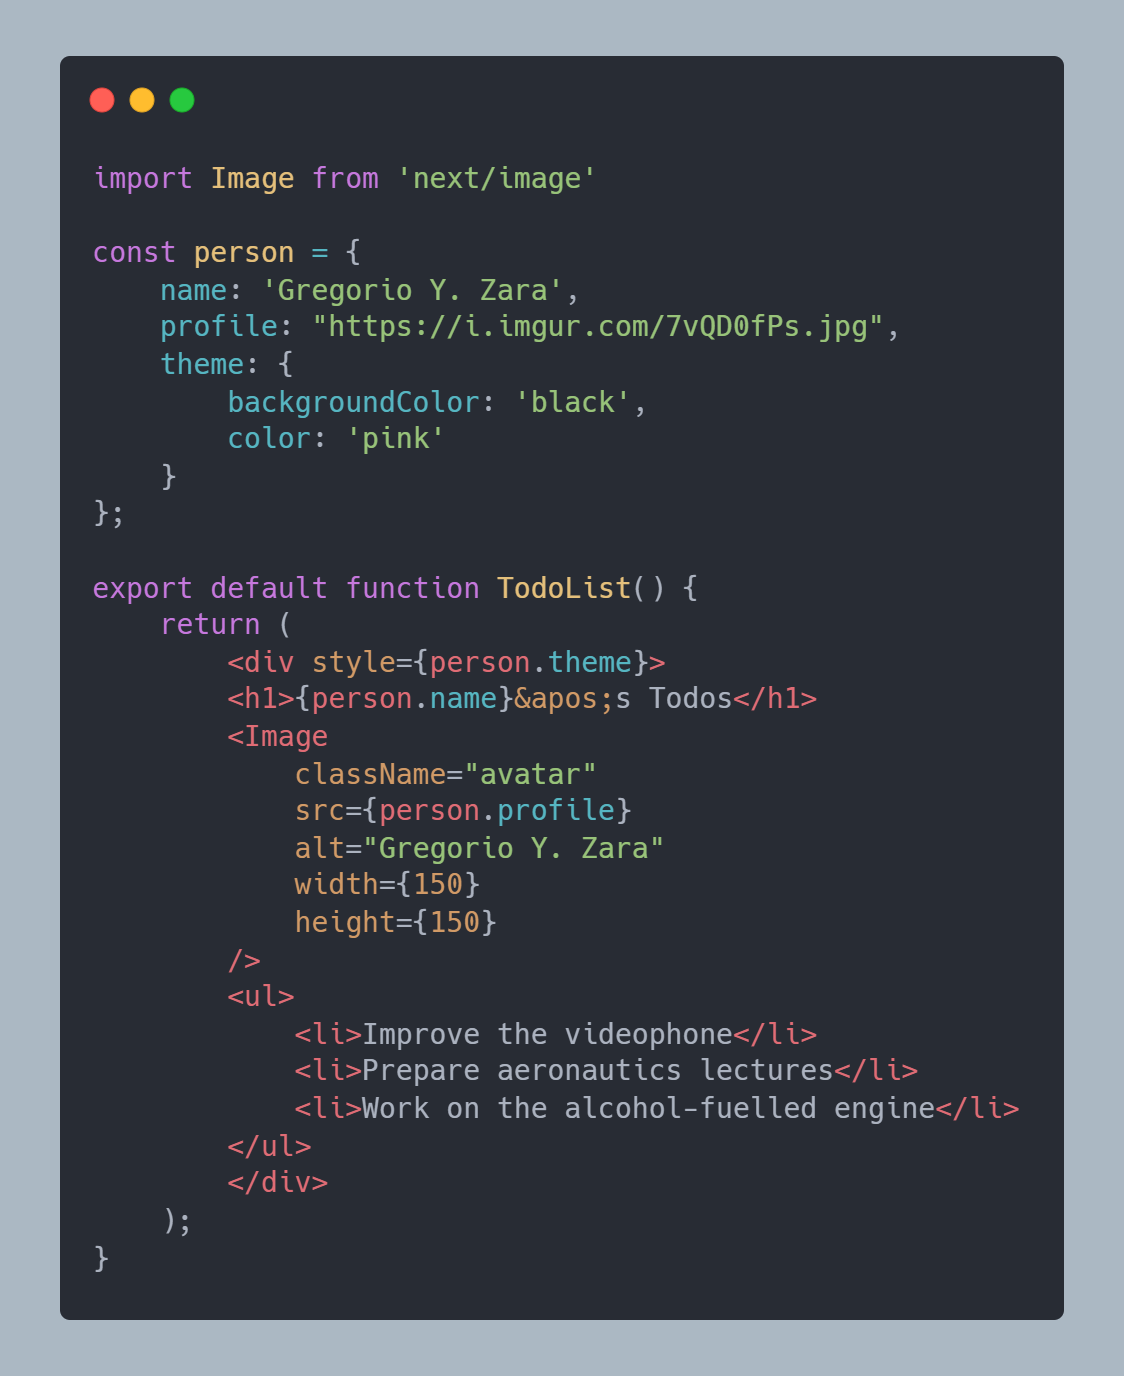 import Image from 'next/image'

const person = {
    name: 'Gregorio Y. Zara',
    profile: "https://i.imgur.com/7vQD0fPs.jpg",
    theme: {
        backgroundColor: 'black',
        color: 'pink'
    }
};

export default function TodoList() {
    return (
        <div style={person.theme}>
        <h1>{person.name}&apos;s Todos</h1>
        <Image
            className="avatar"
            src={person.profile}
            alt="Gregorio Y. Zara"
            width={150}
            height={150}
        />
        <ul>
            <li>Improve the videophone</li>
            <li>Prepare aeronautics lectures</li>
            <li>Work on the alcohol-fuelled engine</li>
        </ul>
        </div>
    );
}